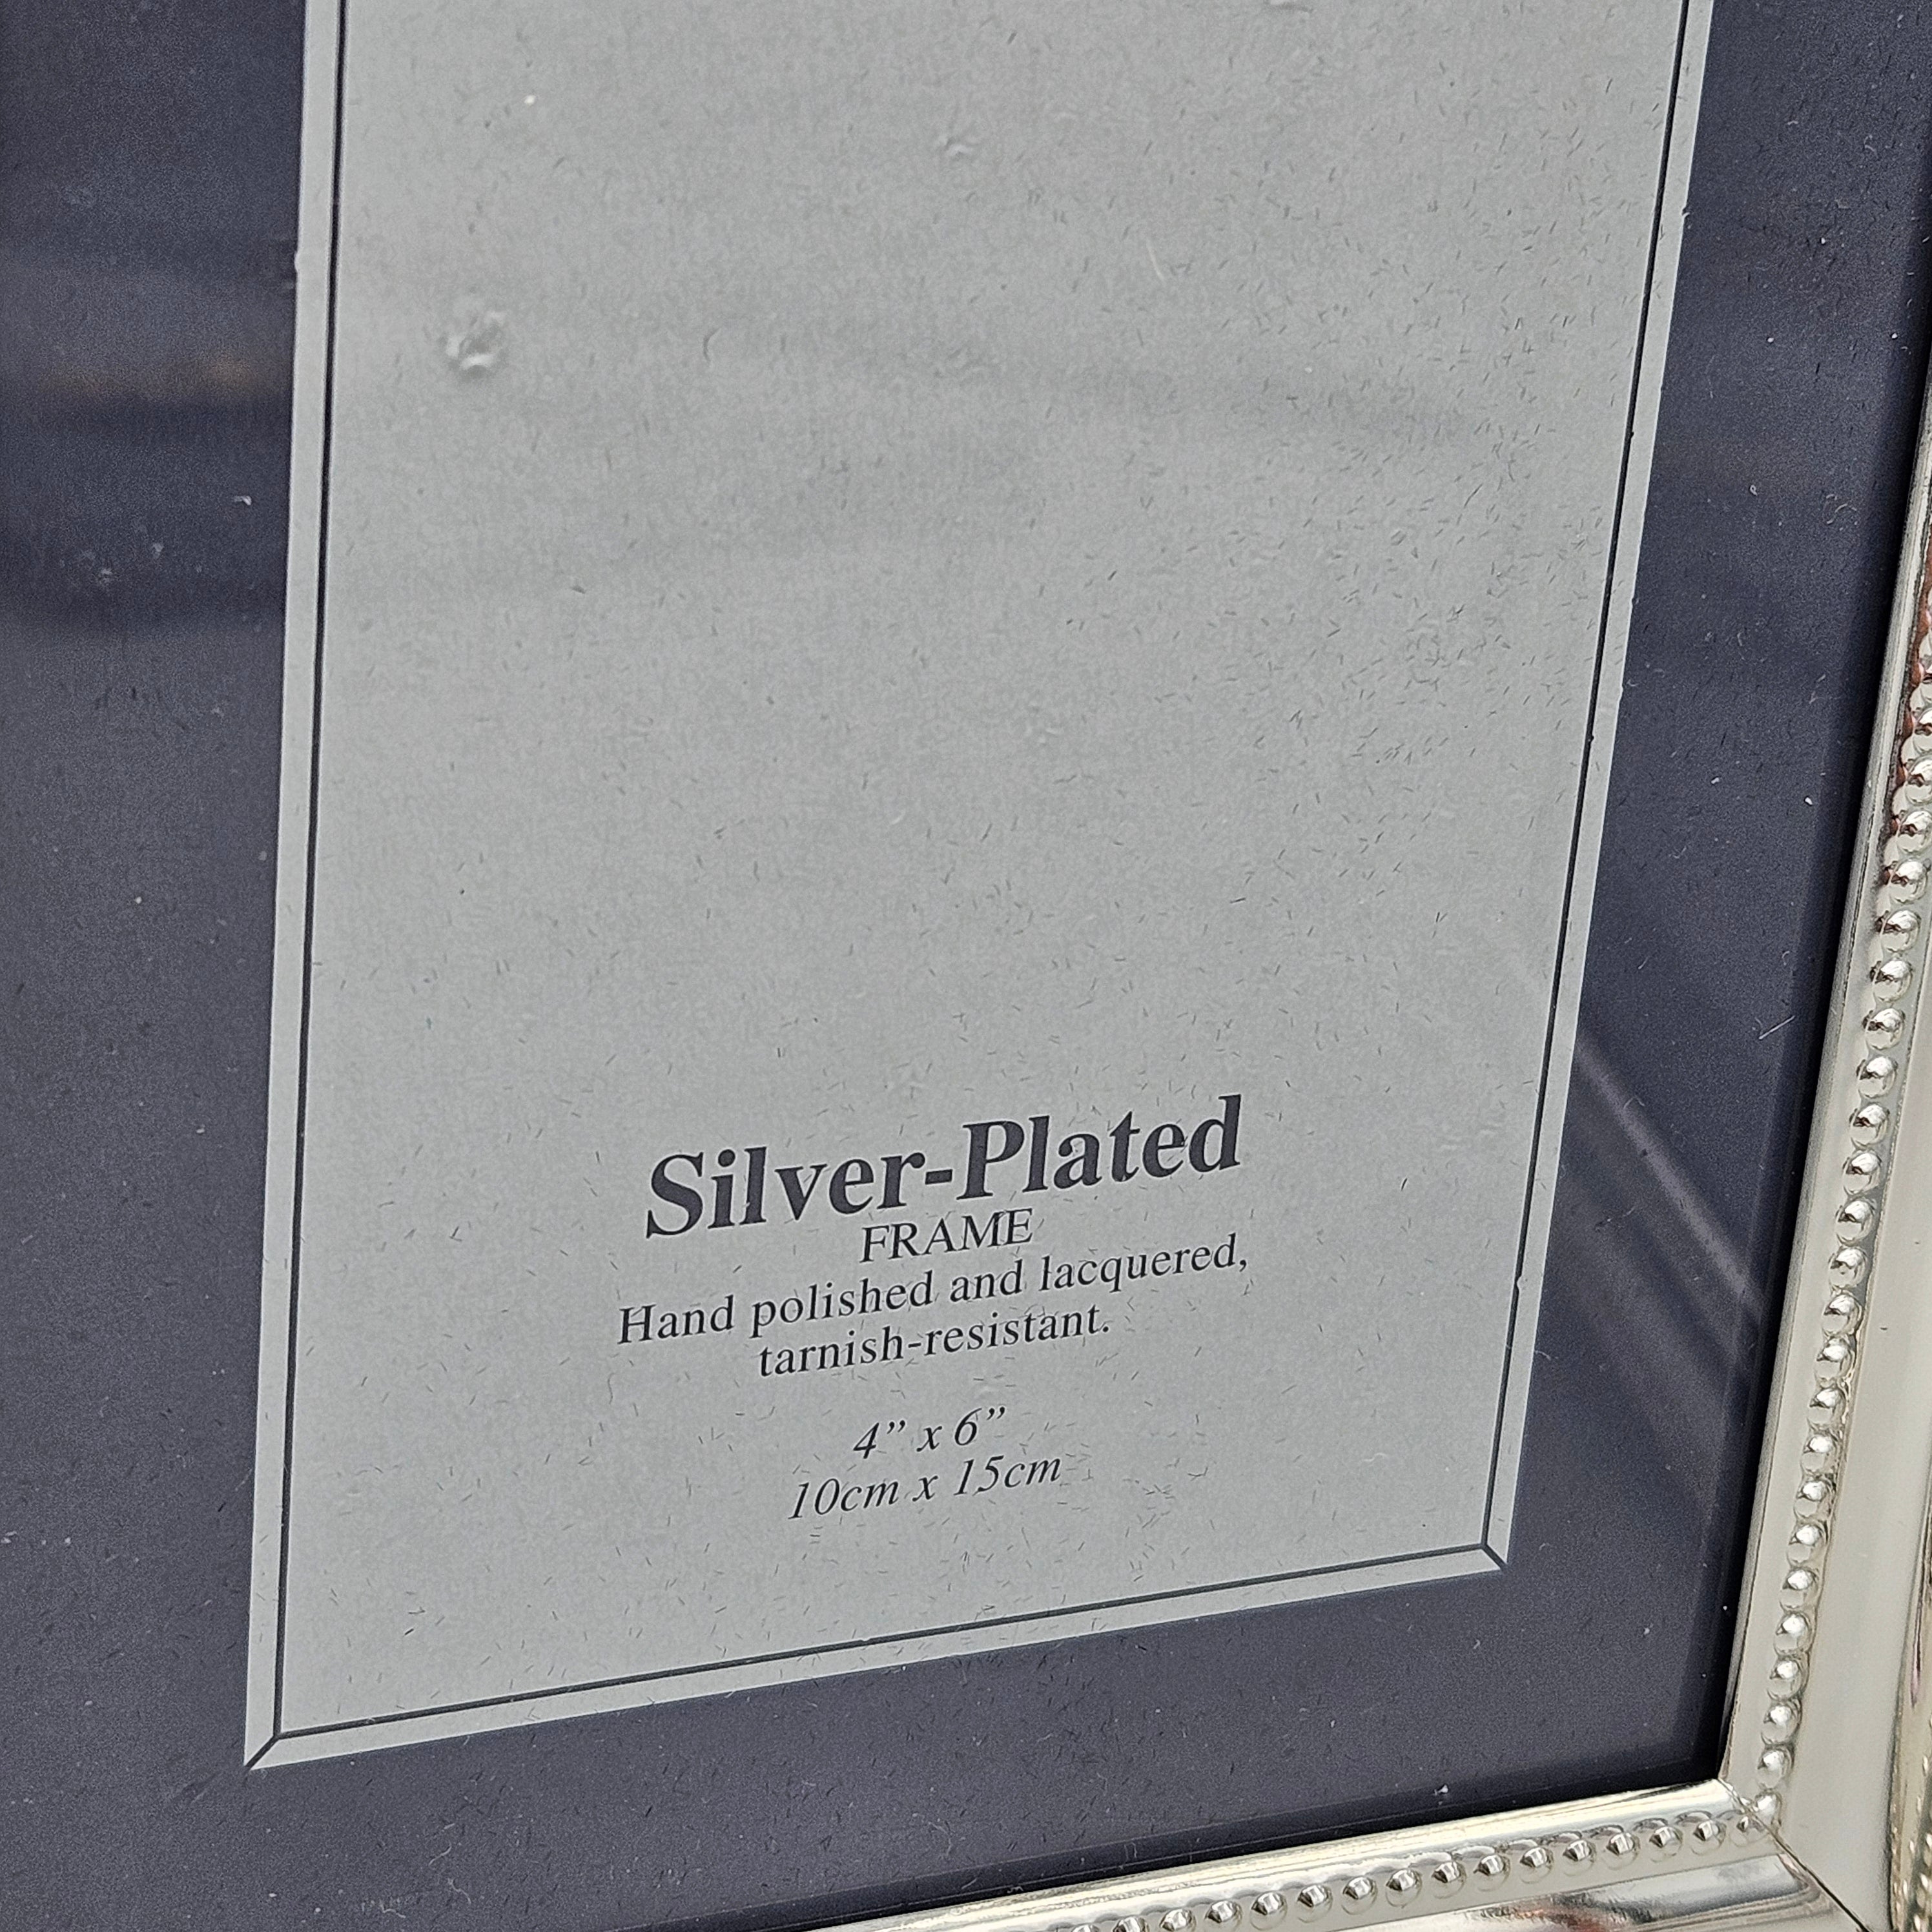 Silver-Plated
FRAME
Hand polished and lacquered,
tarnish-resistant.
4” x 6”
10cm x 15cm